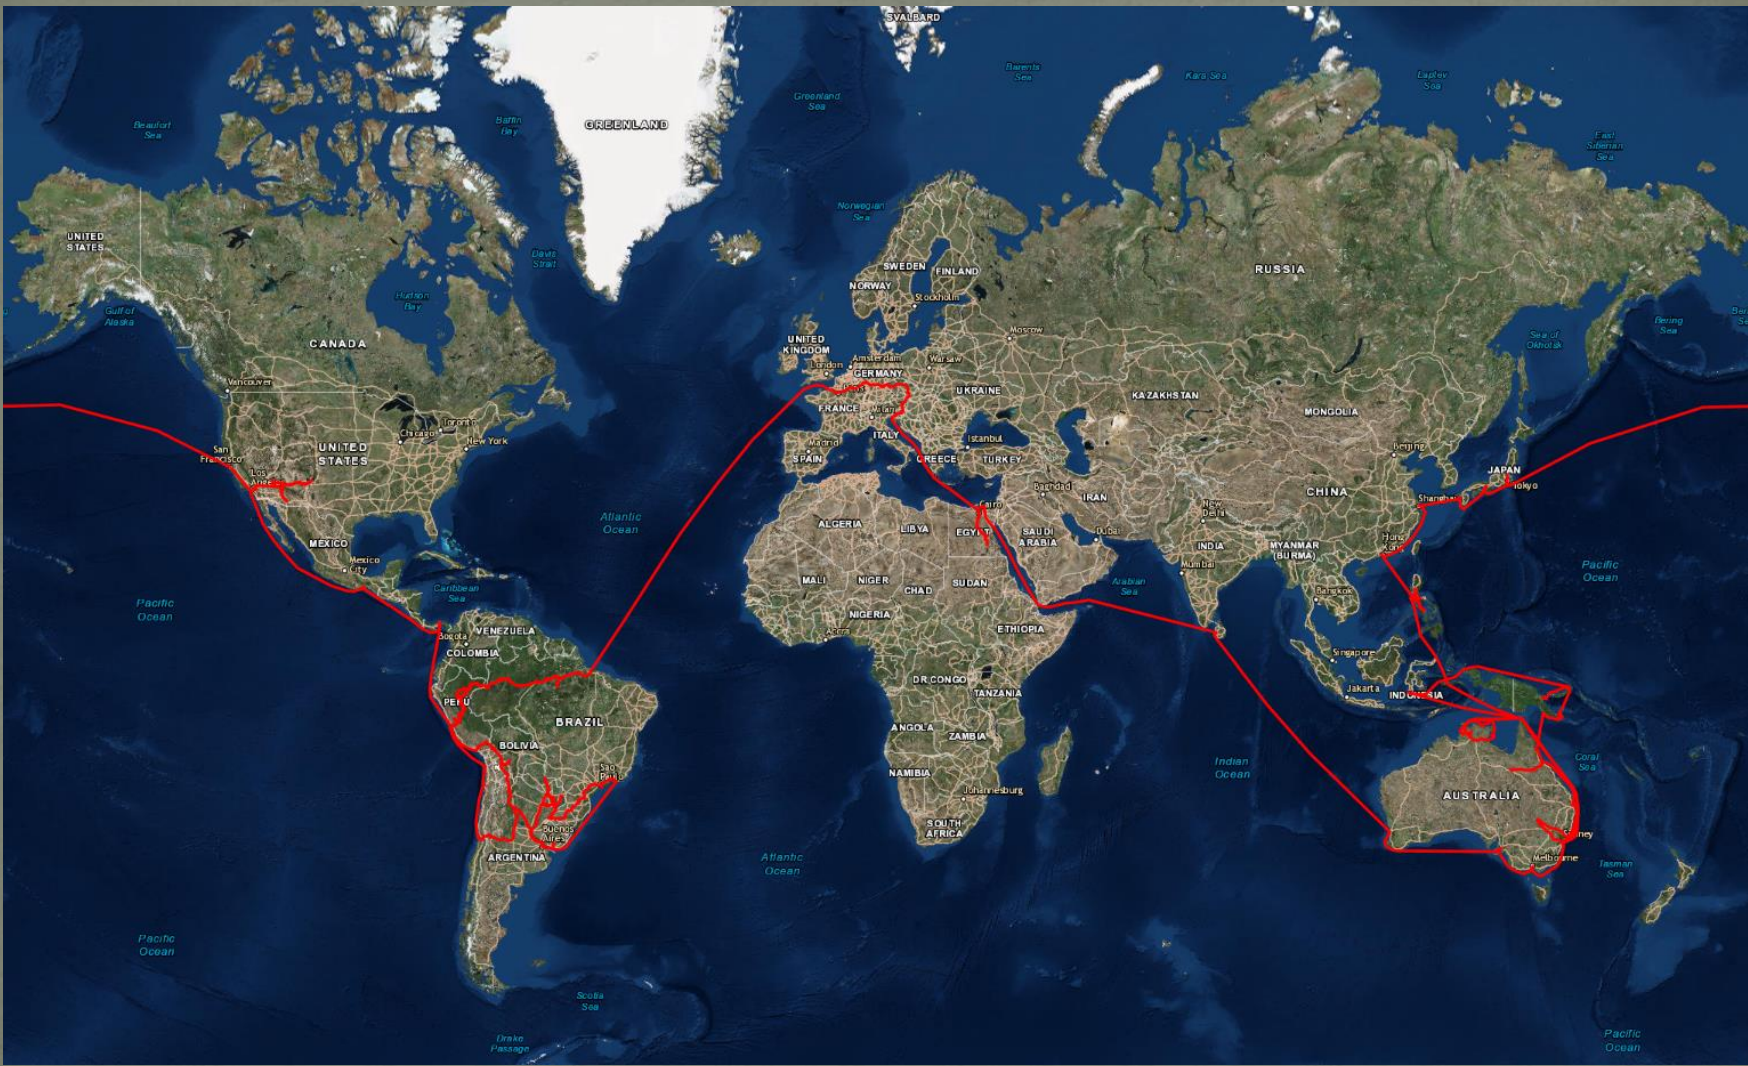 SVALBARD
Barents
Sea
Kara Sea
Laptev
Sea
Greenland
Sea
Beaufort
Sea
Baffin
Bay
GREENLAND
East
Siberian
Sea
Norwegian
Sea
UNITED
STATES
Davis
Strait
SWEDEN
FINLAND
NORWAY
Stockholm
RUSSIA
Hudson
Bay
Gulf of
Alaska
Bering
Sea
Sea of
Okhotsk
CANADA
UNITED
KINGDOM
Moscow
London
Amsterdam
Warsaw
GERMANY
Vancouver
UKRAINE
KAZAKHSTAN
MONGOLIA
FRANCE
Milan
ITALY
Toronto
Chicago
New York
UNITED
STATES
San
Francisco
Los
Madrid
SPAIN
Istanbul
GREECE
TURKEY
Beijing
JAPAN
Tokyo
Baghdad
IRAN
CHINA
Shanghai
Atlantic
Ocean
ALGERIA
LIBYA
Cairo
EGYPT
SAUDI
ARABIA
Dubai
New
Delhi
INDIA
MYANMAR
(BURMA)
Hong
Kong
MEXICO
Mexico
City
Mumbai
Pacific
Ocean
Pacific
Ocean
Caribbean
Sea
MALI
NIGER
CHAD
SUDAN
Arabian
Sea
Bangkok
NIGERIA
Accra
ETHIOPIA
Bogota
VENEZUELA
COLOMBIA
Singapore
DR CONGO
TANZANIA
Jakarta
INDONESIA
PERU
BRAZIL
ANGOLA
ZAMBIA
BOLIVIA
Sao
NAMIBIA
Indian
Ocean
Coral
Sea
Johannesburg
AUSTRALIA
SOUTH
AFRICA
Buenos
Aires
ARGENTINA
Atlantic
Ocean
Sydney
Melbourne
Tasman
Sea
Pacific
Ocean
Scotia
Sea
Drake
Passage
Pacific
Ocean